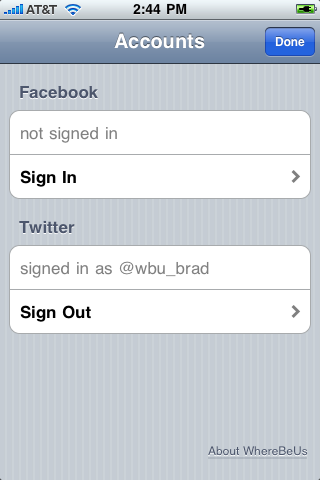 AT&T 2:44 PM
Accounts Done
Facebook
not signed in
Sign In
Twitter
signed in as @wbu_brad
Sign Out
About WhereBeUs